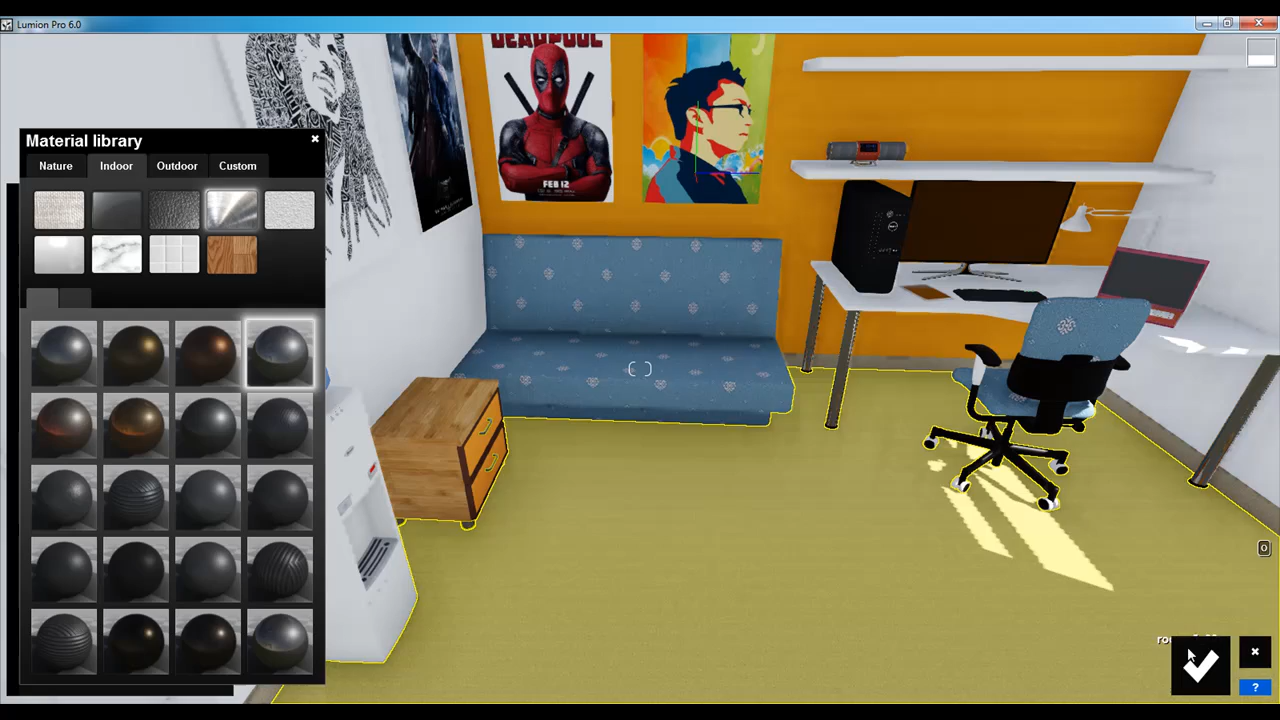 Lumion Pro 6.0
DEADPOOL
FEB 12
Material library
Nature
Indoor
Outdoor
Custom
O
?